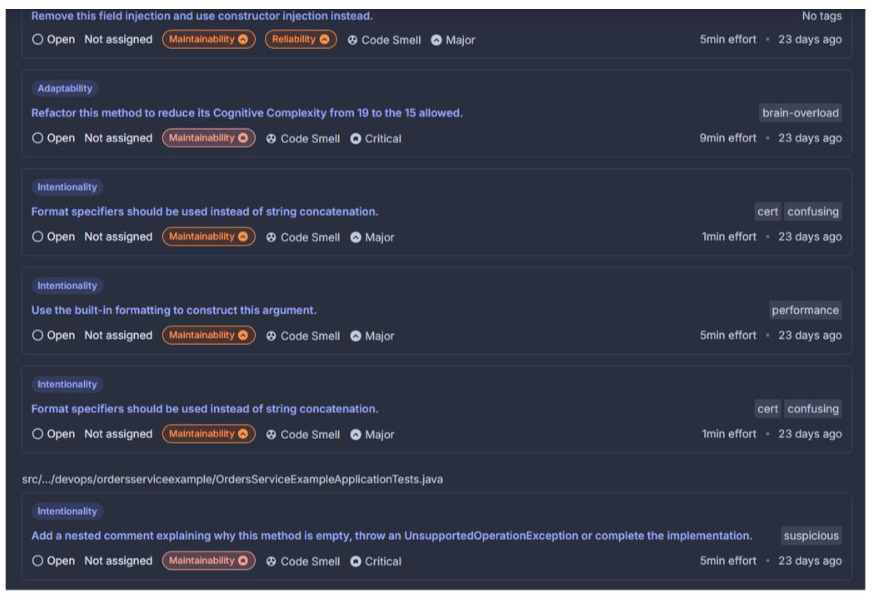 Remove this field injection and use constructor injection instead. No tags
Open Not assigned Maintainability Reliability Code Smell Major 5min effort • 23 days ago
Adaptability
Refactor this method to reduce its Cognitive Complexity from 19 to the 15 allowed. brain-overload
Open Not assigned Maintainability Code Smell Critical 9min effort • 23 days ago
Intentionality
Format specifiers should be used instead of string concatenation. cert confusing
Open Not assigned Maintainability Code Smell Major 1min effort • 23 days ago
Intentionality
Use the built-in formatting to construct this argument. performance
Open Not assigned Maintainability Code Smell Major 5min effort • 23 days ago
Intentionality
Format specifiers should be used instead of string concatenation. cert confusing
Open Not assigned Maintainability Code Smell Major 1min effort • 23 days ago
src/.../devops/ordersserviceexample/OrdersServiceExampleApplicationTests.java
Intentionality
Add a nested comment explaining why this method is empty, throw an UnsupportedOperationException or complete the implementation. suspicious
Open Not assigned Maintainability Code Smell Critical 5min effort • 23 days ago